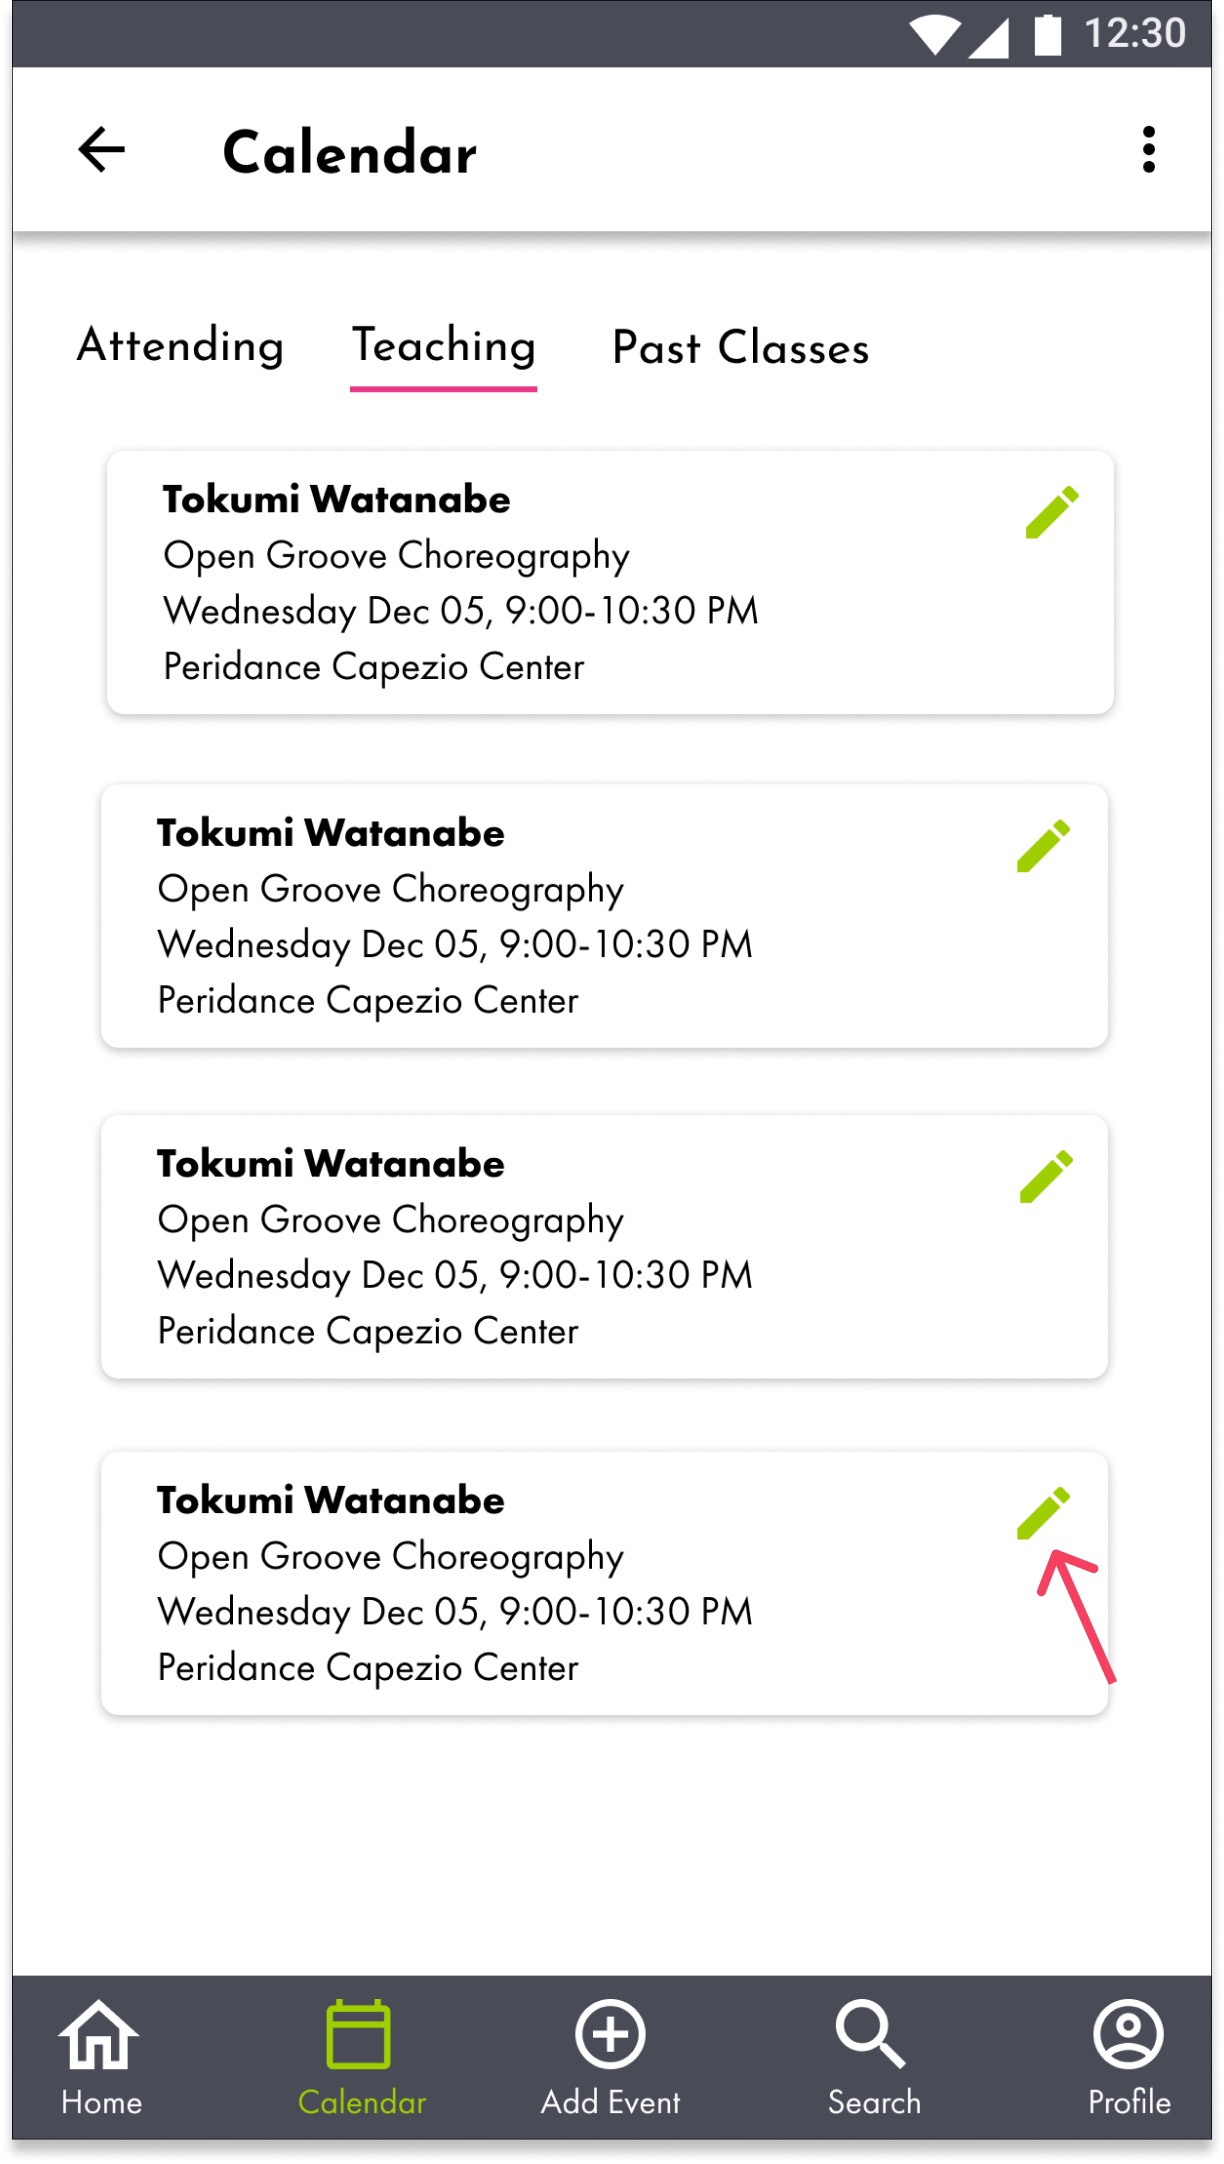 12:30
Calendar
Attending Teaching Past Classes
Tokumi Watanabe
Open Groove Choreography
Wednesday Dec 05, 9:00-10:30 PM
Peridance Capezio Center
Tokumi Watanabe
Open Groove Choreography
Wednesday Dec 05, 9:00-10:30 PM
Peridance Capezio Center
Tokumi Watanabe
Open Groove Choreography
Wednesday Dec 05, 9:00-10:30 PM
Peridance Capezio Center
Tokumi Watanabe
Open Groove Choreography
Wednesday Dec 05, 9:00-10:30 PM
Peridance Capezio Center
Home Calendar Add Event Search Profile